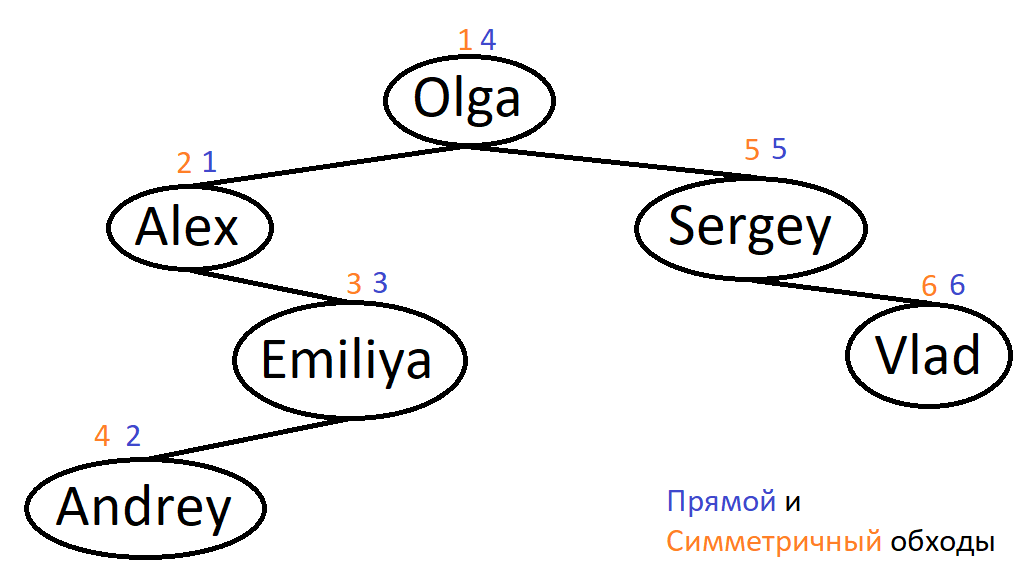 1 4
Olga
2 1
5 5
Alex
Sergey
3 3
6 6
Emiliya
Vlad
4 2
Andrey
Прямой и
Симметричный обходы